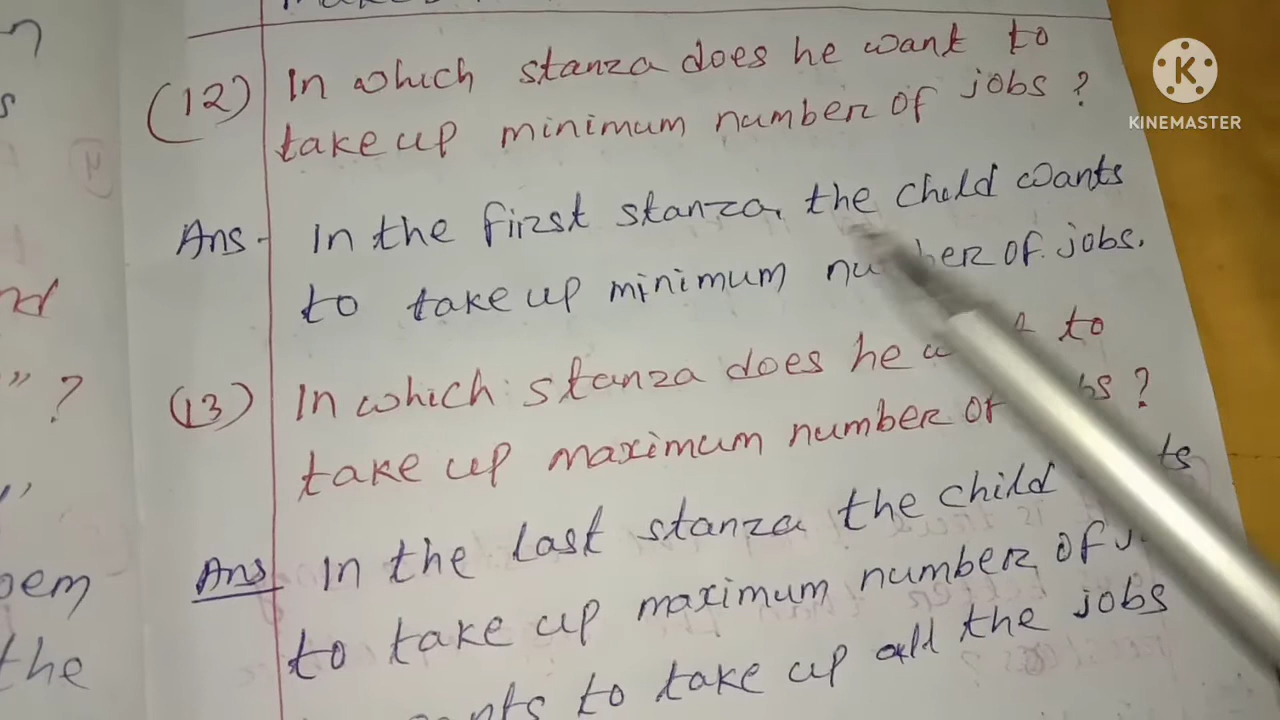 KINEMASTER
(12) In which stanza does he want to
take up minimum number of jobs ?
Ans - In the first stanza, the child wants
to take up minimum number of jobs.
" ?
(13) In which stanza does he to
take up maximum number of ?
Ans In the last stanza the child
to take up maximum number of
to take up all the jobs
the